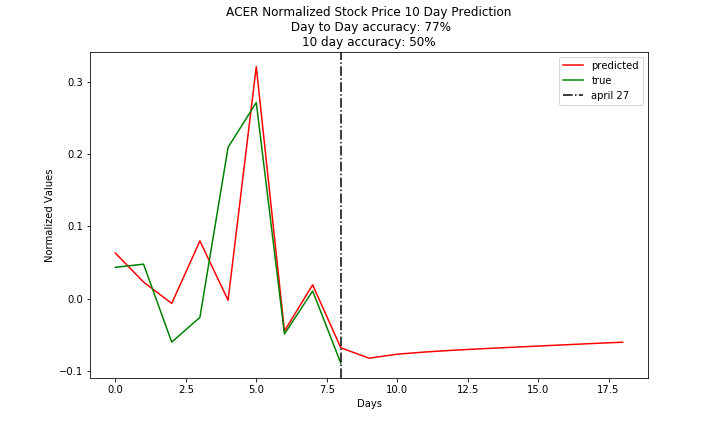 ACER Normalized Stock Price 10 Day Prediction
Day to Day accuracy: 77%
10 day accuracy: 50%
predicted
true
april 27
Normalized Values
0.3
0.2
0.1
0.0
−0.1
0.0
2.5
5.0
7.5
10.0
12.5
15.0
17.5
Days